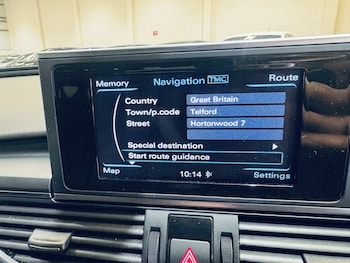 Memory Navigation TMC Route
Country Great Britain
Town/p.code Telford
Street Hortonwood 7
Special destination
Start route guidance
Map 10:14 Settings